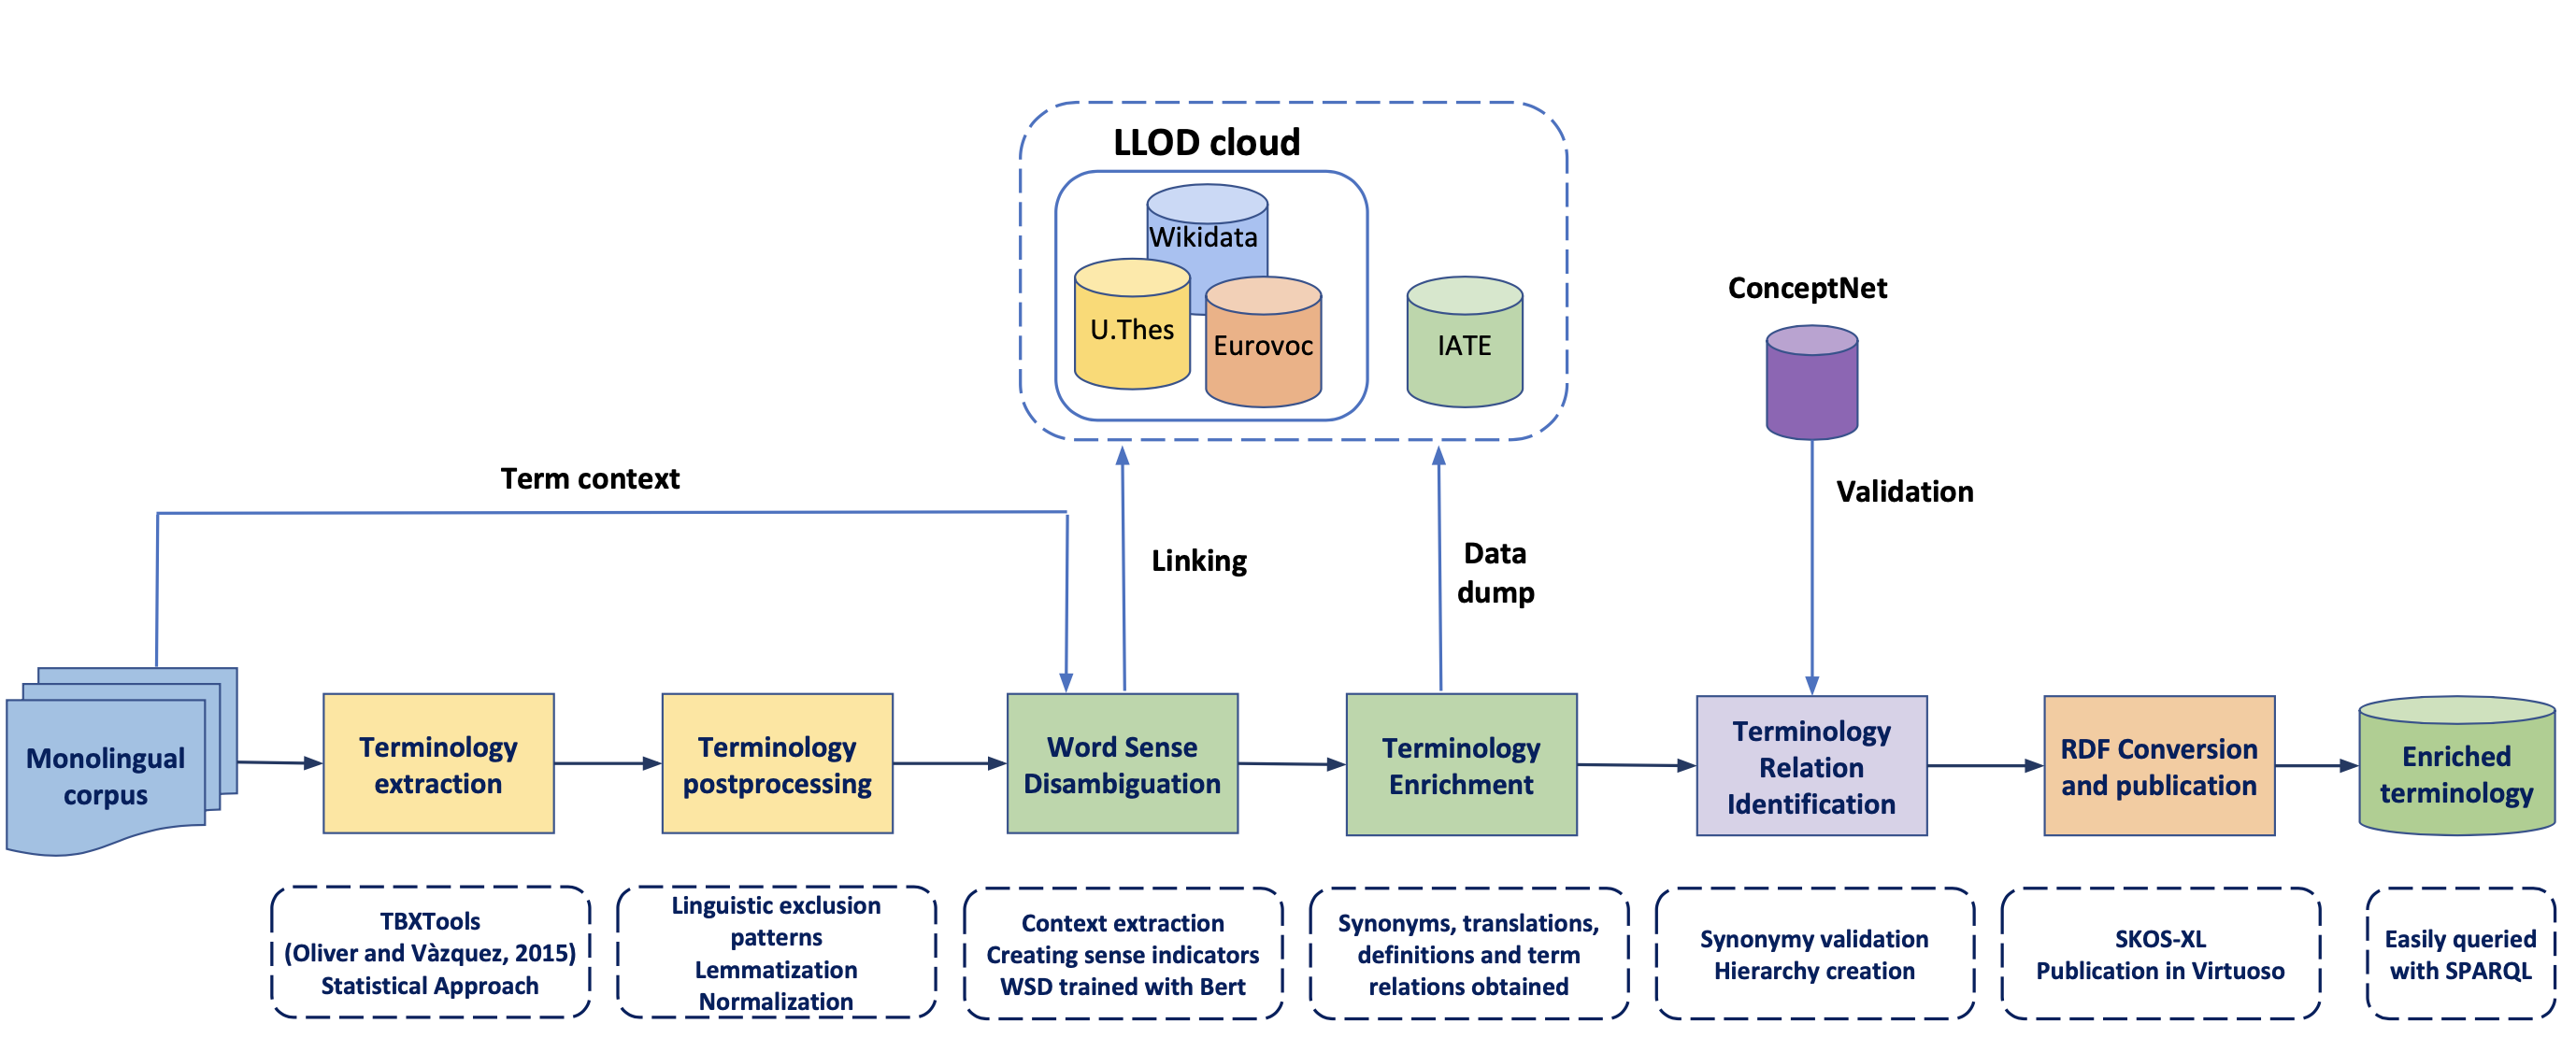 LLOD cloud
Wikidata
U.Thes
Eurovoc
IATE
ConceptNet
Term context
Validation
Linking
Data
dump
Monolingual
corpus
Terminology
extraction
Terminology
postprocessing
Word Sense
Disambiguation
Terminology
Enrichment
Terminology
Relation
Identification
RDF Conversion
and publication
Enriched
terminology
TBXTools
(Oliver and Vàzquez, 2015)
Statistical Approach
Linguistic exclusion
patterns
Lemmatization
Normalization
Context extraction
Creating sense indicators
WSD trained with Bert
Synonyms, translations,
definitions and term
relations obtained
Synonymy validation
Hierarchy creation
SKOS-XL
Publication in Virtuoso
Easily queried
with SPARQL